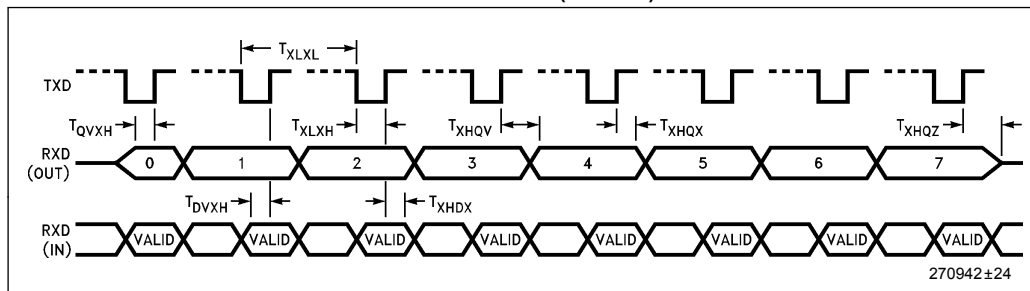 T_XLXL
TXD
T_QVXH T_XLXH T_XHQV T_XHQX T_XHQZ
RXD (OUT) 0 1 2 3 4 5 6 7
T_DVXH T_XHDX
RXD (IN) VALID VALID VALID VALID VALID VALID VALID VALID
270942±24